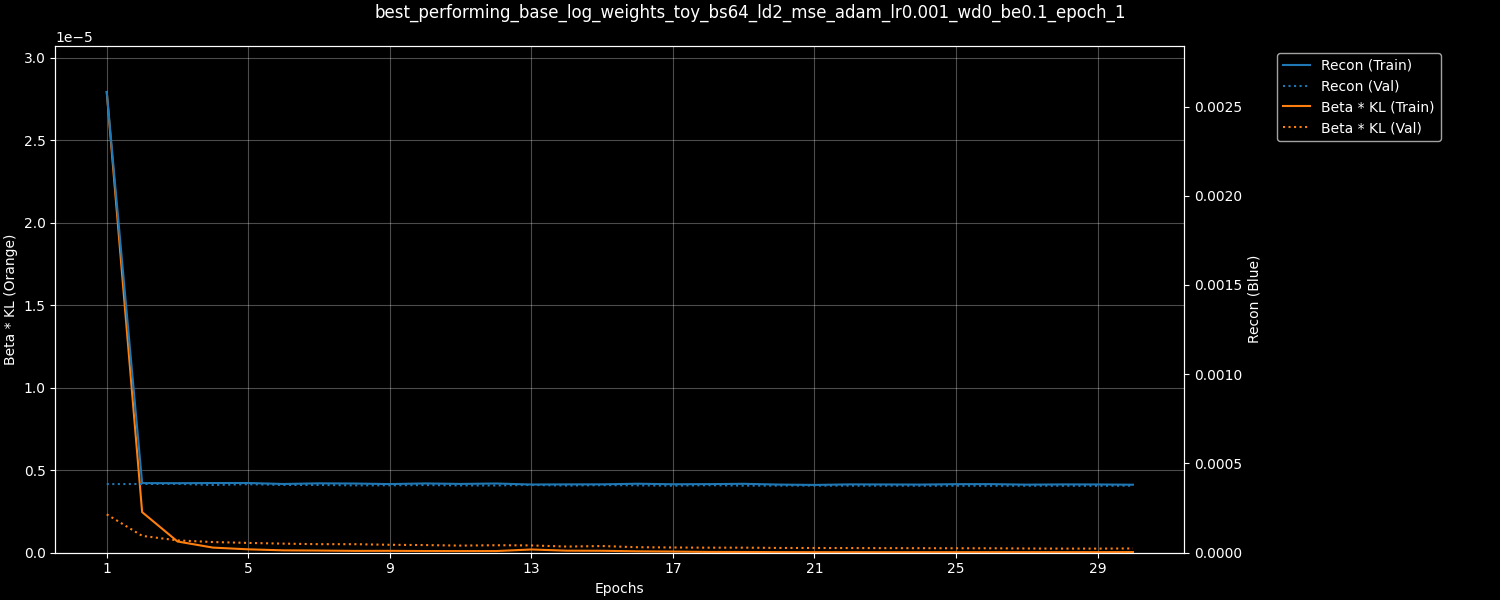 best_performing_base_log_weights_toy_bs64_ld2_mse_adam_lr0.001_wd0_be0.1_epoch_1
1e−5
3.0
2.5
2.0
1.5
1.0
0.5
0.0
Beta * KL (Orange)
1 5 9 13 17 21 25 29
Epochs
0.0025
0.0020
0.0015
0.0010
0.0005
0.0000
Recon (Blue)
Recon (Train)
Recon (Val)
Beta * KL (Train)
Beta * KL (Val)